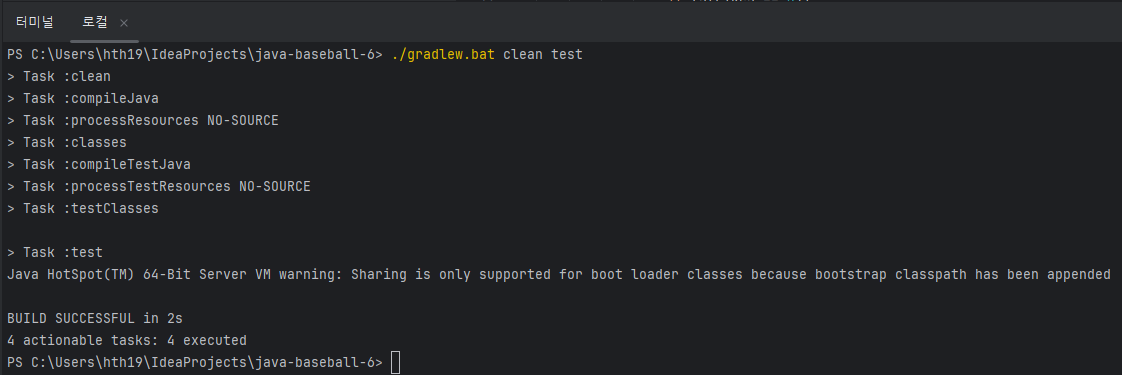 터미널 로컬 ×
PS C:\Users\hth19\IdeaProjects\java-baseball-6> ./gradlew.bat clean test
> Task :clean
> Task :compileJava
> Task :processResources NO-SOURCE
> Task :classes
> Task :compileTestJava
> Task :processTestResources NO-SOURCE
> Task :testClasses
> Task :test
Java HotSpot(TM) 64-Bit Server VM warning: Sharing is only supported for boot loader classes because bootstrap classpath has been appended
BUILD SUCCESSFUL in 2s
4 actionable tasks: 4 executed
PS C:\Users\hth19\IdeaProjects\java-baseball-6>